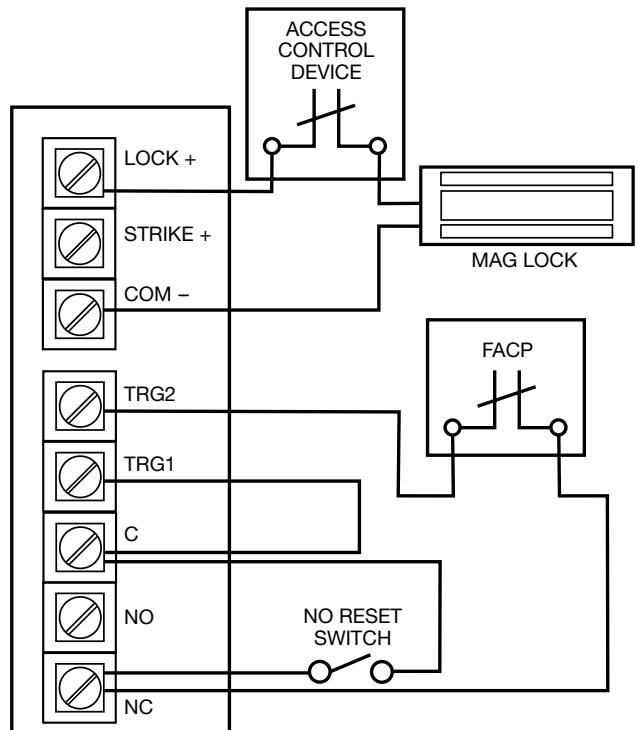 ACCESS
CONTROL
DEVICE
LOCK +
STRIKE +
COM –
MAG LOCK
FACP
TRG2
TRG1
C
NO
NO RESET
SWITCH
NC